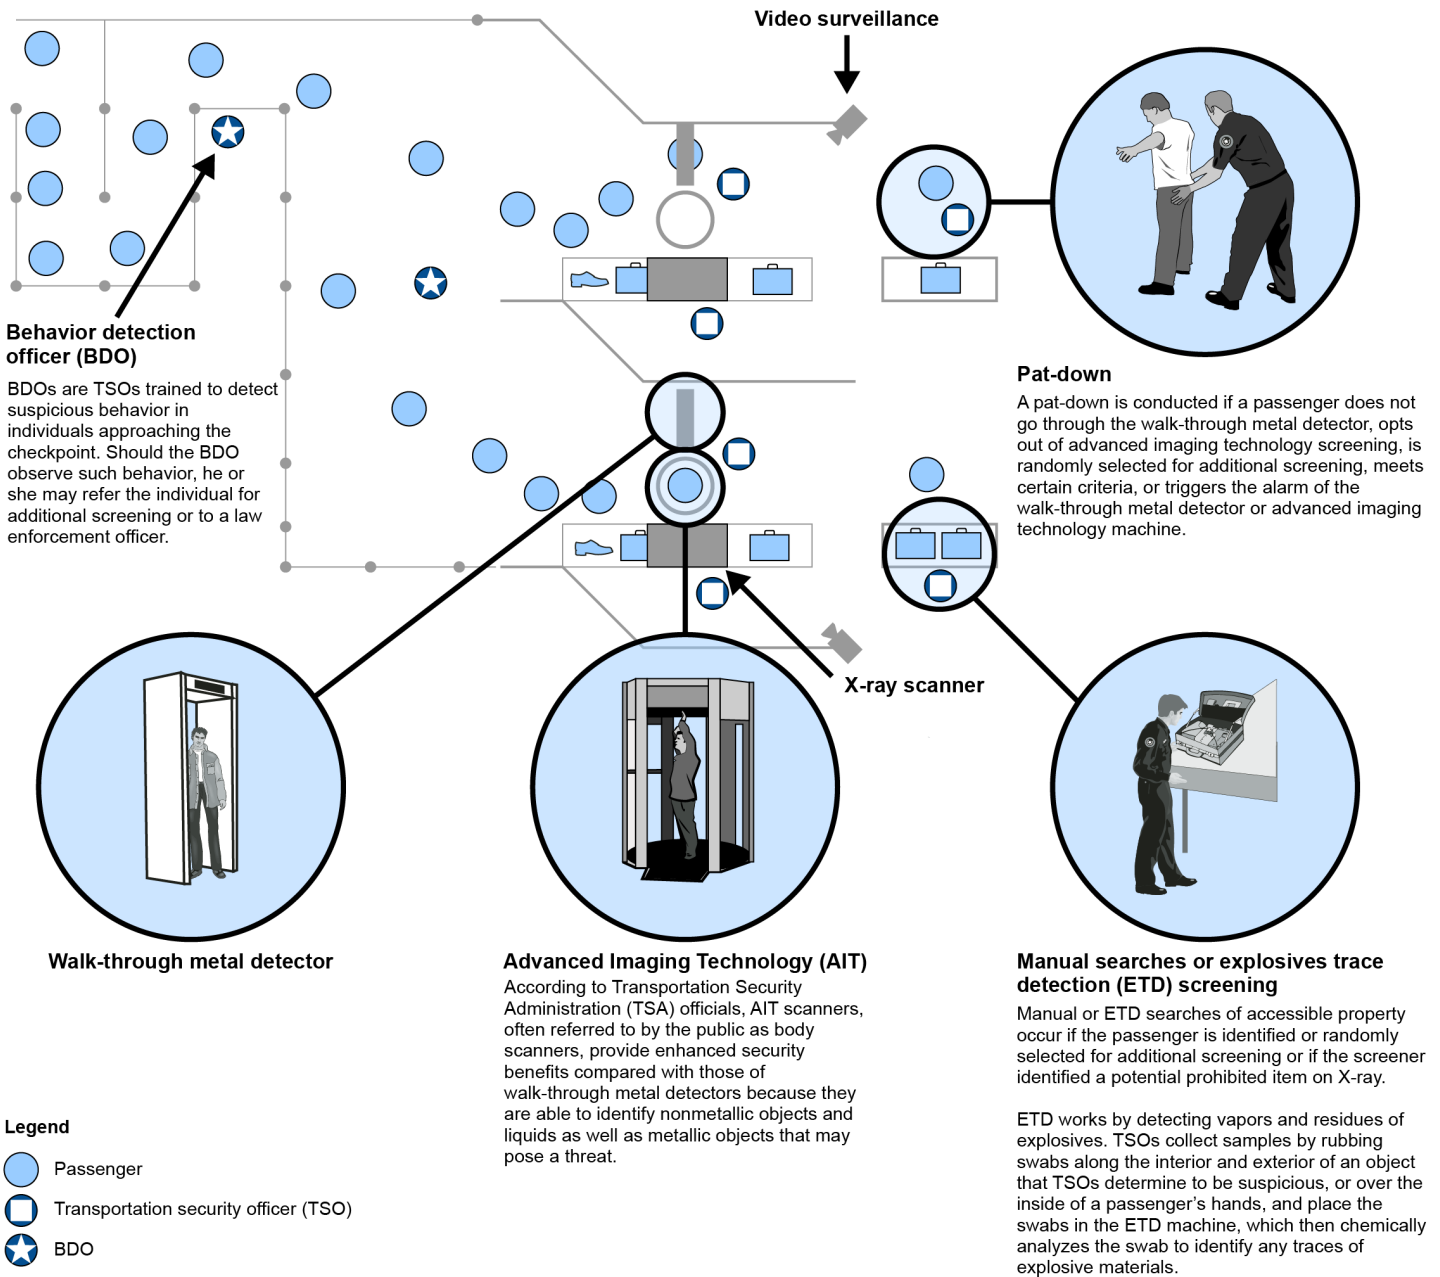 Video surveillance
Behavior detection
officer (BDO)
BDOs are TSOs trained to detect
suspicious behavior in
individuals approaching the
checkpoint. Should the BDO
observe such behavior, he or
she may refer the individual for
additional screening or to a law
enforcement officer.
Pat-down
A pat-down is conducted if a passenger does not
go through the walk-through metal detector, opts
out of advanced imaging technology screening, is
randomly selected for additional screening, meets
certain criteria, or triggers the alarm of the
walk-through metal detector or advanced imaging
technology machine.
X-ray scanner
Walk-through metal detector
Advanced Imaging Technology (AIT)
According to Transportation Security
Administration (TSA) officials, AIT scanners,
often referred to by the public as body
scanners, provide enhanced security
benefits compared with those of
walk-through metal detectors because they
are able to identify nonmetallic objects and
liquids as well as metallic objects that may
pose a threat.
Manual searches or explosives trace
detection (ETD) screening
Manual or ETD searches of accessible property
occur if the passenger is identified or randomly
selected for additional screening or if the screener
identified a potential prohibited item on X-ray.
ETD works by detecting vapors and residues of
explosives. TSOs collect samples by rubbing
swabs along the interior and exterior of an object
that TSOs determine to be suspicious, or over the
inside of a passenger's hands, and place the
swabs in the ETD machine, which then chemically
analyzes the swab to identify any traces of
explosive materials.
Legend
Passenger
Transportation security officer (TSO)
BDO